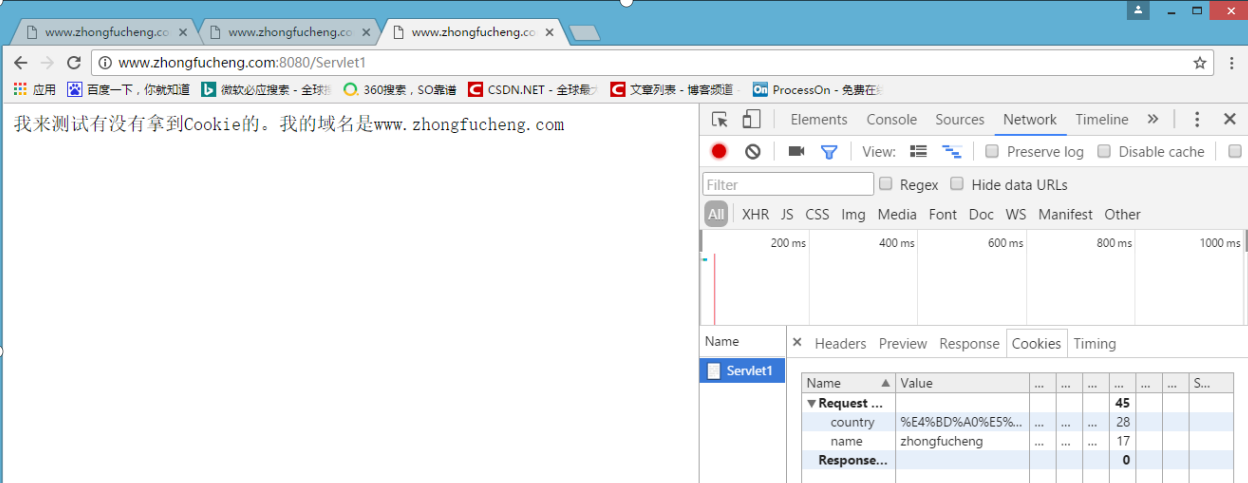 www.zhongfucheng.co www.zhongfucheng.co www.zhongfucheng.co
www.zhongfucheng.com:8080/Servlet1
应用 百度一下，你就知道 微软必应搜索 - 全球 360搜索，SO靠谱 CSDN.NET - 全球最 文章列表 - 博客频道 ProcessOn - 免费在
我来测试有没有拿到Cookie的。我的域名是www.zhongfucheng.com
Elements Console Sources Network Timeline »
View: Preserve log Disable cache
Filter Regex Hide data URLs
All XHR JS CSS Img Media Font Doc WS Manifest Other
200 ms 400 ms 600 ms 800 ms 1000 ms
Name × Headers Preview Response Cookies Timing
Servlet1
Name Value ... ... ... ... ... ... S...
Request ... 45
country %E4%BD%A0%E5%... ... ... ... 28
name zhongfucheng ... ... ... 17
Response... 0